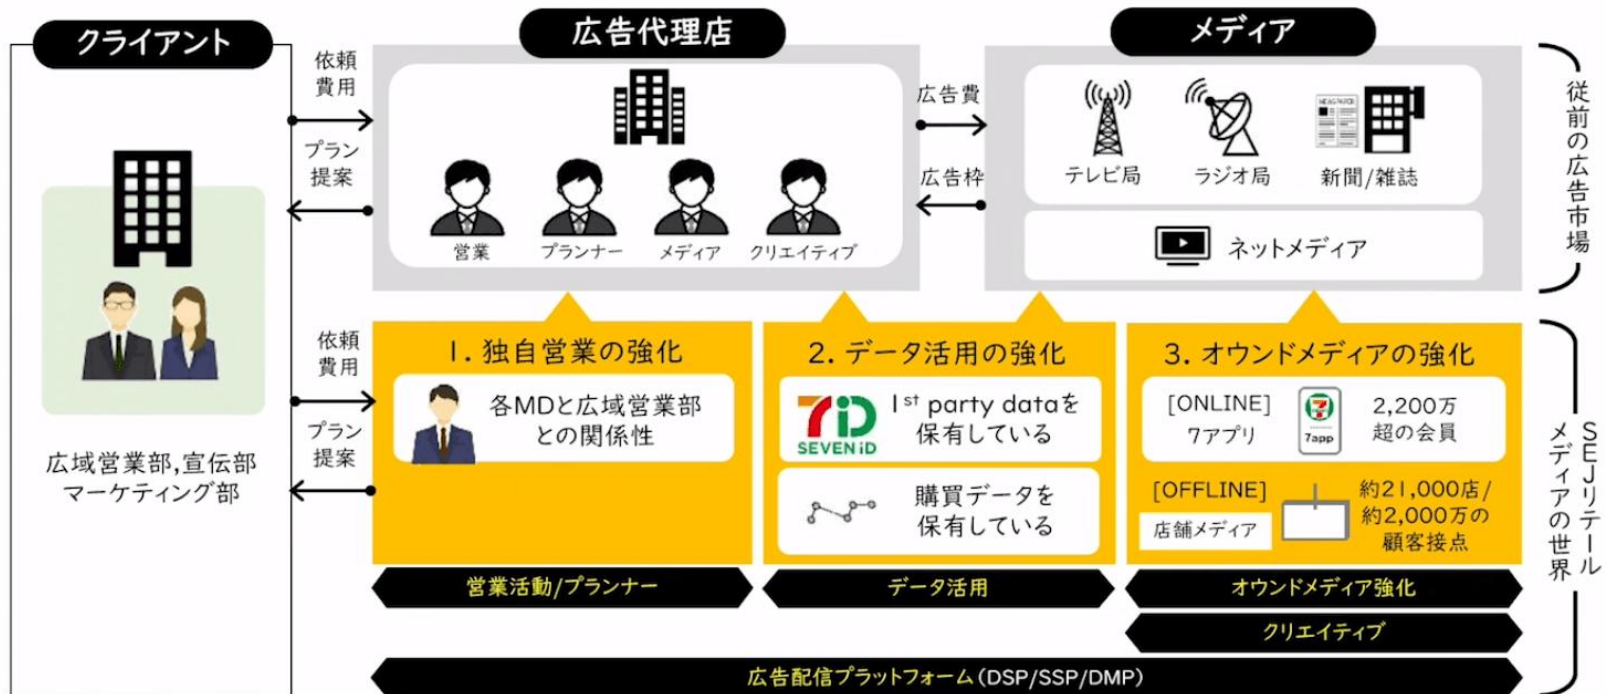 クライアント
広告代理店
メディア
依頼
費用
プラン
提案
営業
プランナー
メディア
クリエイティブ
広告費
広告枠
NEWS PAPER
テレビ局
ラジオ局
新聞/雑誌
ネットメディア
従前の広告市場
広域営業部,宣伝部
マーケティング部
依頼
費用
プラン
提案
1. 独自営業の強化
各MDと広域営業部
との関係性
2. データ活用の強化
7iD
SEVEN iD
1st party dataを
保有している
購買データを
保有している
3. オウンドメディアの強化
[ONLINE]
7アプリ
7app
2,200万
超の会員
[OFFLINE]
店舗メディア
約21,000店/
約2,000万の
顧客接点
SEJリテール
メディアの世界
営業活動/プランナー
データ活用
オウンドメディア強化
クリエイティブ
広告配信プラットフォーム(DSP/SSP/DMP)